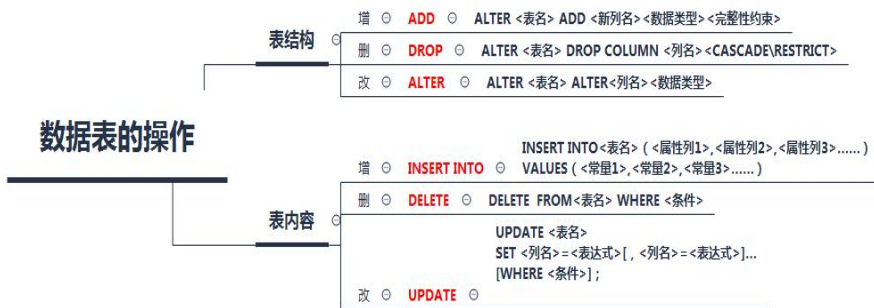 数据表的操作
表结构
增 ADD ALTER <表名> ADD <新列名><数据类型><完整性约束>
删 DROP ALTER <表名> DROP COLUMN <列名><CASCADE\RESTRICT>
改 ALTER ALTER <表名> ALTER<列名><数据类型>
表内容
增 INSERT INTO INSERT INTO<表名>（<属性列1>,<属性列2>,<属性列3>……）
VALUES（<常量1>,<常量2>,<常量3>……）
删 DELETE DELETE FROM<表名> WHERE <条件>
改 UPDATE UPDATE <表名>
SET <列名>=<表达式>[，<列名>=<表达式>]...
[WHERE <条件>]；